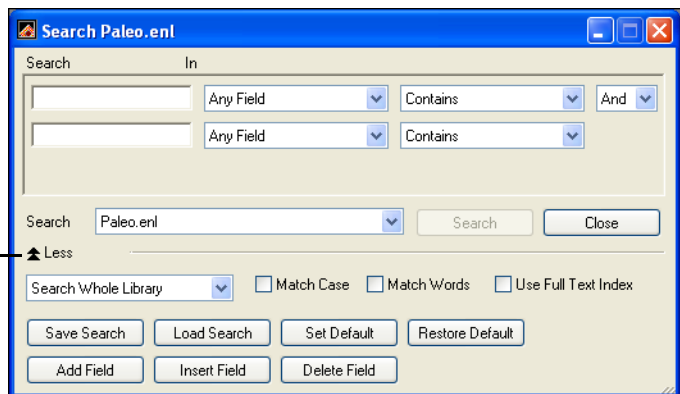 Search Paleo.enl
Search In
Any Field Contains And
Any Field Contains
Search Paleo.enl Search Close
Less
Search Whole Library Match Case Match Words Use Full Text Index
Save Search Load Search Set Default Restore Default
Add Field Insert Field Delete Field